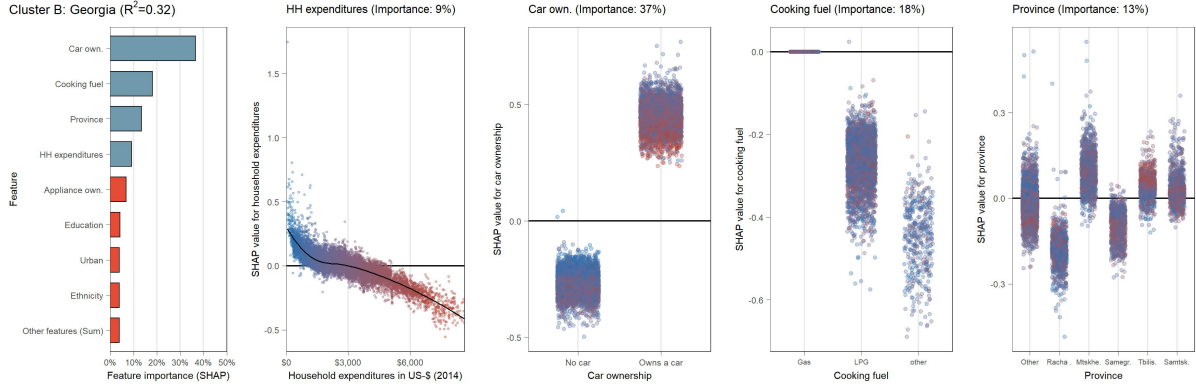 Cluster B: Georgia (R²=0.32)
Feature
Car own.
Cooking fuel
Province
HH expenditures
Appliance own.
Education
Urban
Ethnicity
Other features (Sum)
0% 10% 20% 30% 40% 50%
Feature importance (SHAP)
HH expenditures (Importance: 9%)
SHAP value for household expenditures
1.5
1.0
0.5
0.0
-0.5
$0 $3,000 $6,000
Household expenditures in US-$ (2014)
Car own. (Importance: 37%)
SHAP value for car ownership
0.5
0.0
-0.5
No car Owns a car
Car ownership
Cooking fuel (Importance: 18%)
SHAP value for cooking fuel
0.0
-0.2
-0.4
-0.6
Gas LPG other
Cooking fuel
Province (Importance: 13%)
SHAP value for province
0.3
0.0
-0.3
Other Racha . Mtskhe. Samegr. Tbilis. Samtsk.
Province